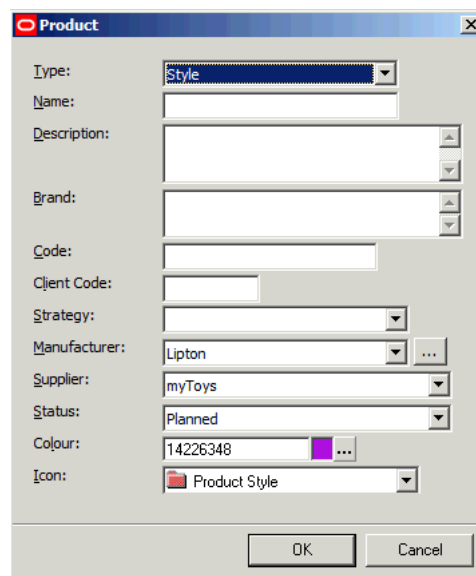 Product
Type: Style
Name:
Description:
Brand:
Code:
Client Code:
Strategy:
Manufacturer: Lipton ...
Supplier: myToys
Status: Planned
Colour: 14226348 ...
Icon: Product Style
OK Cancel